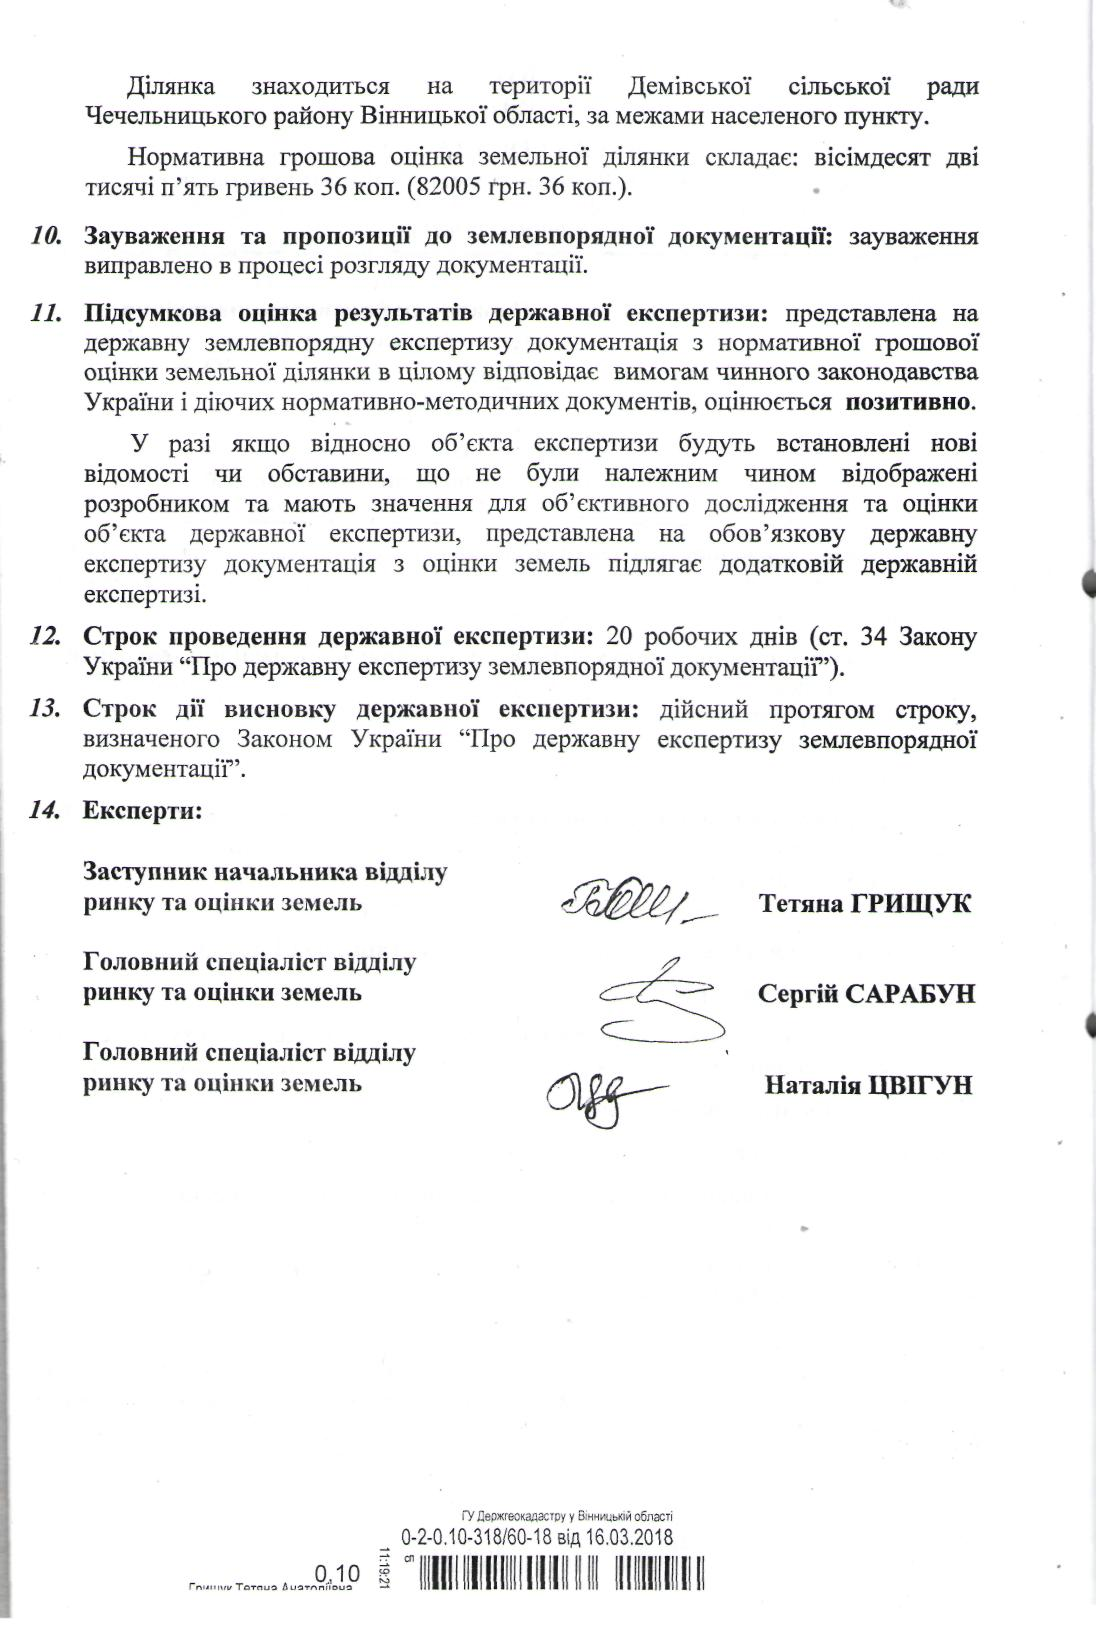 Ділянка знаходиться на території Демівської сільської ради
Чечельницького району Вінницької області, за межами населеного пункту.
Нормативна грошова оцінка земельної ділянки складає: вісімдесят дві
тисячі п’ять гривень 36 коп. (82005 грн. 36 коп.).
10. Зауваження та пропозиції до землевпорядної документації: зауваження
виправлено в процесі розгляду документації.
11. Підсумкова оцінка результатів державної експертизи: представлена на
державну землевпорядну експертизу документація з нормативної грошової
оцінки земельної ділянки в цілому відповідає вимогам чинного законодавства
України і діючих нормативно-методичних документів, оцінюється позитивно.
У разі якщо відносно об’єкта експертизи будуть встановлені нові
відомості чи обставини, що не були належним чином відображені
розробником та мають значення для об’єктивного дослідження та оцінки
об’єкта державної експертизи, представлена на обов’язкову державну
експертизу документація з оцінки земель підлягає додатковій державній
експертизі.
12. Строк проведення державної експертизи: 20 робочих днів (ст. 34 Закону
України “Про державну експертизу землевпорядної документації”).
13. Строк дії висновку державної експертизи: дійсний протягом строку,
визначеного Законом України “Про державну експертизу землевпорядної
документації”.
14. Експерти:
Заступник начальника відділу
ринку та оцінки земель Тетяна ГРИЩУК
Головний спеціаліст відділу
ринку та оцінки земель Сергій САРАБУН
Головний спеціаліст відділу
ринку та оцінки земель Наталія ЦВІГУН
ГУ Держгеокадастру у Вінницькій області
0-2-0.10-318/60-18 від 16.03.2018
сп
11:19:21
0.10
Грищук Тетяна Анатоліївна